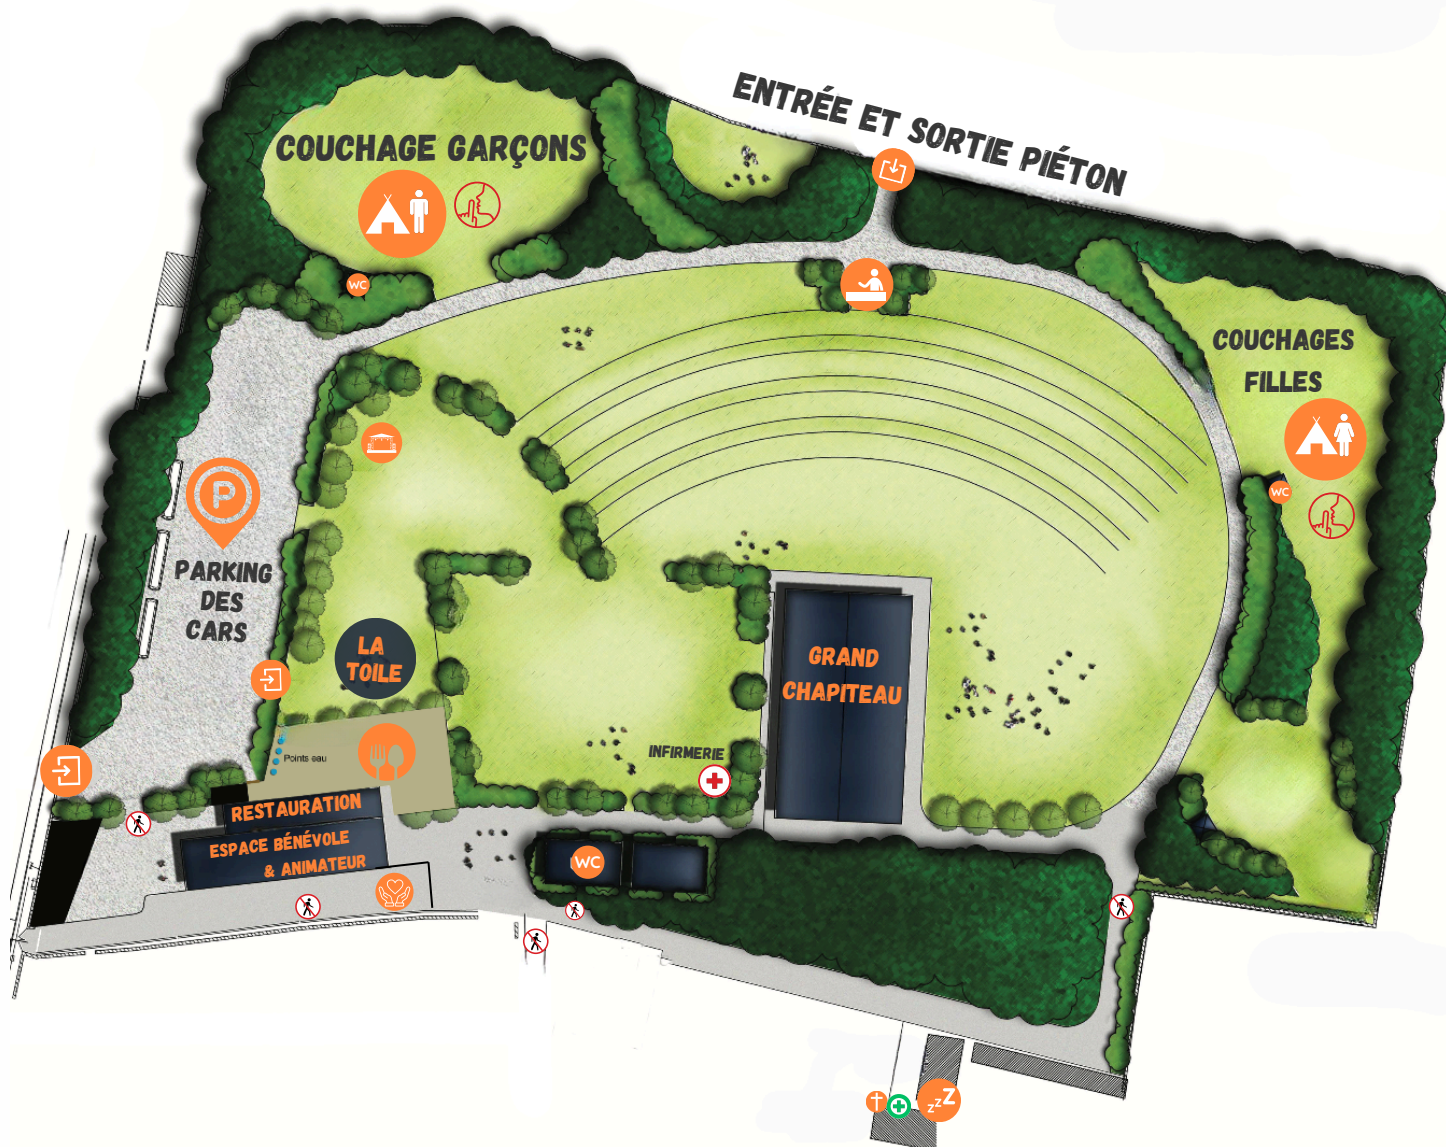 ENTRÉE ET SORTIE PIÉTON
COUCHAGE GARÇONS
WC
COUCHAGES
FILLES
WC
P
PARKING
DES
CARS
LA
TOILE
GRAND
CHAPITEAU
Points eau
INFIRMERIE
RESTAURATION
ESPACE BÉNÉVOLE
& ANIMATEUR
WC
zzZ